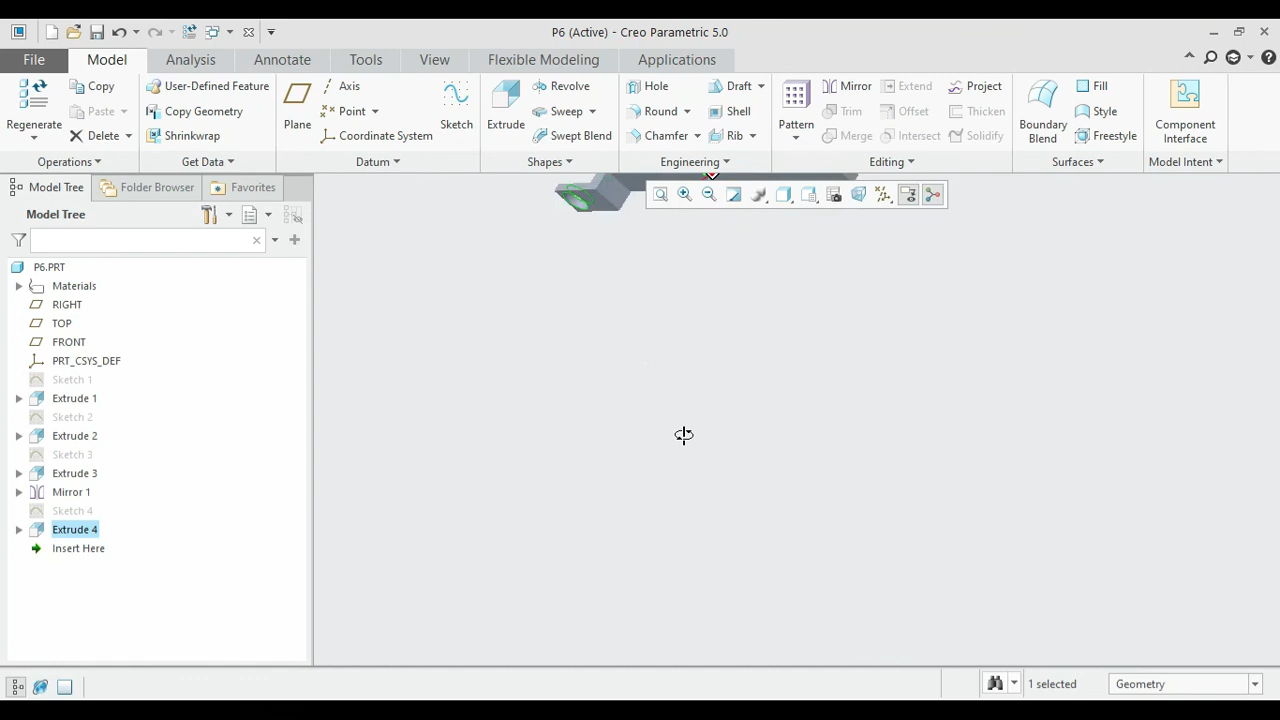 P6 (Active) - Creo Parametric 5.0
File Model Analysis Annotate Tools View Flexible Modeling Applications
Regenerate
Copy
Paste
Delete
Operations
User-Defined Feature
Copy Geometry
Shrinkwrap
Get Data
Plane
Axis
Point
Coordinate System
Sketch
Datum
Extrude
Revolve
Sweep
Swept Blend
Shapes
Hole
Round
Chamfer
Draft
Shell
Rib
Engineering
Pattern
Mirror
Trim
Merge
Extend
Offset
Intersect
Project
Thicken
Solidify
Editing
Boundary
Blend
Fill
Style
Freestyle
Surfaces
Component
Interface
Model Intent
Model Tree Folder Browser Favorites
Model Tree
P6.PRT
Materials
RIGHT
TOP
FRONT
PRT_CSYS_DEF
Sketch 1
Extrude 1
Sketch 2
Extrude 2
Sketch 3
Extrude 3
Mirror 1
Sketch 4
Extrude 4
Insert Here
1 selected
Geometry